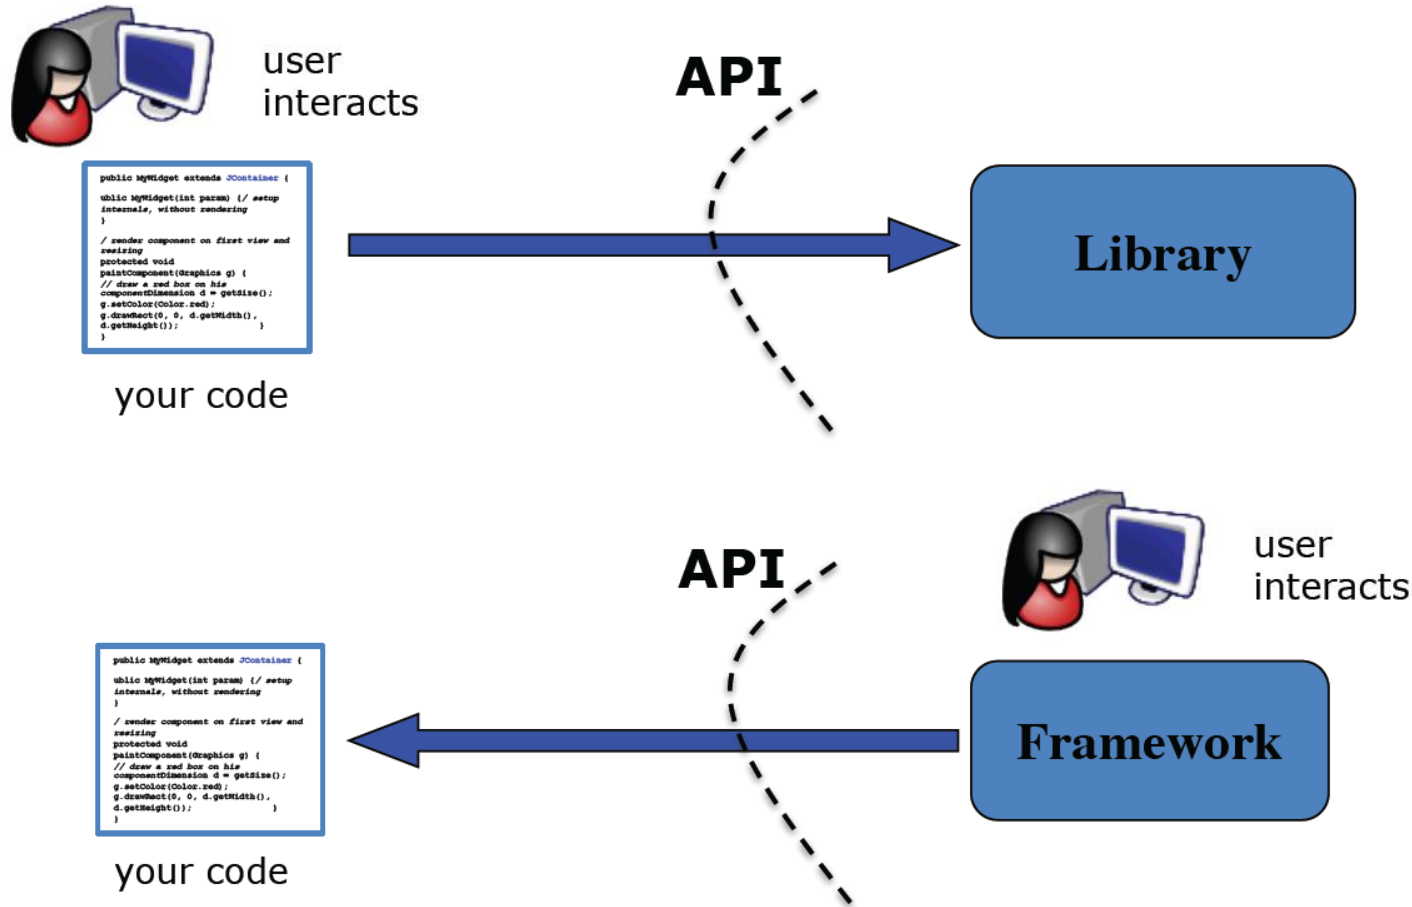 user
interacts
API
public MyWidget extends JContainer {
ublic MyWidget(int param) {/ setup
internals, without rendering
}
/ render component on first view and
resizing
protected void
paintComponent(Graphics g) {
// draw a red box on his
componentDimension d = getSize();
g.setColor(Color.red);
g.drawRect(0, 0, d.getWidth(),
d.getHeight()); }
}
Library
your code
API
user
interacts
public MyWidget extends JContainer {
ublic MyWidget(int param) {/ setup
internals, without rendering
}
/ render component on first view and
resizing
protected void
paintComponent(Graphics g) {
// draw a red box on his
componentDimension d = getSize();
g.setColor(Color.red);
g.drawRect(0, 0, d.getWidth(),
d.getHeight()); }
}
Framework
your code